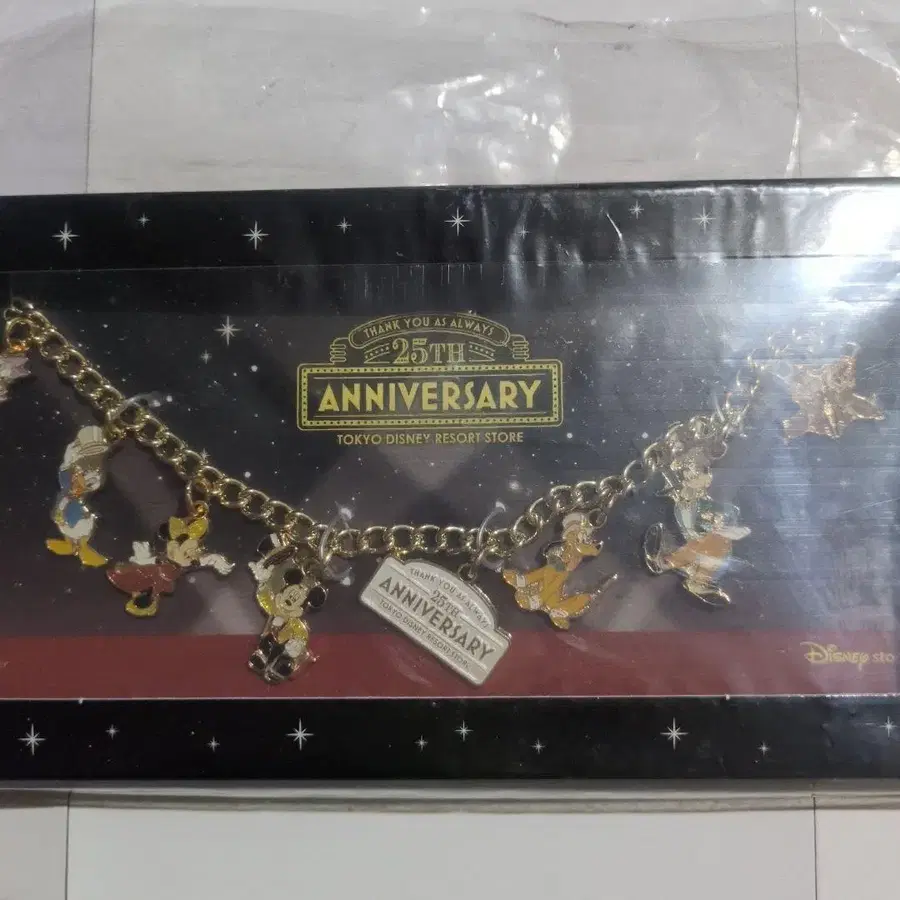 THANK YOU AS ALWAYS
25TH
ANNIVERSARY
TOKYO DISNEY RESORT STORE
THANK YOU AS ALWAYS
25TH
ANNIVERSARY
TOKYO DISNEY RESORT STORE
Disney sto